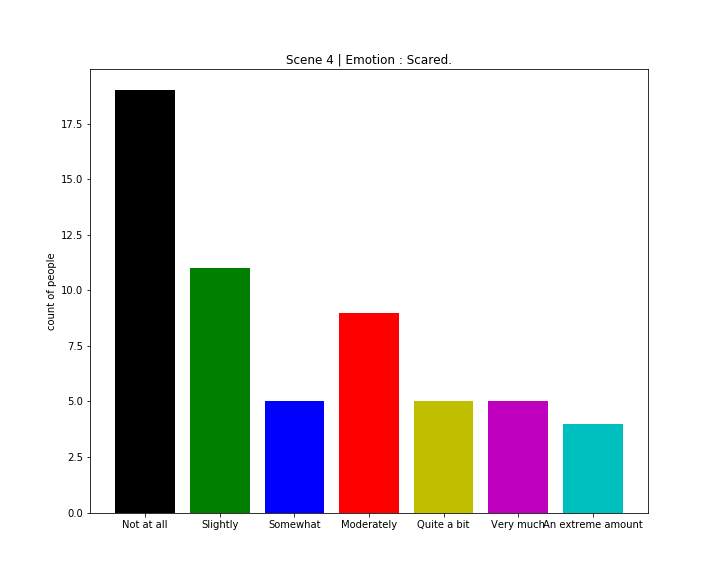 Scene 4 | Emotion : Scared.
count of people
17.5
15.0
12.5
10.0
7.5
5.0
2.5
0.0
Not at all
Slightly
Somewhat
Moderately
Quite a bit
Very much
An extreme amount